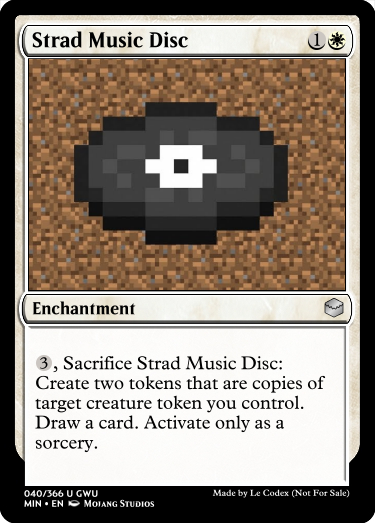 Strad Music Disc 1
Enchantment
3, Sacrifice Strad Music Disc:
Create two tokens that are copies of
target creature token you control.
Draw a card. Activate only as a
sorcery.
040/366 U GWU
MIN • EN Mojang Studios
Made by Le Codex (Not For Sale)